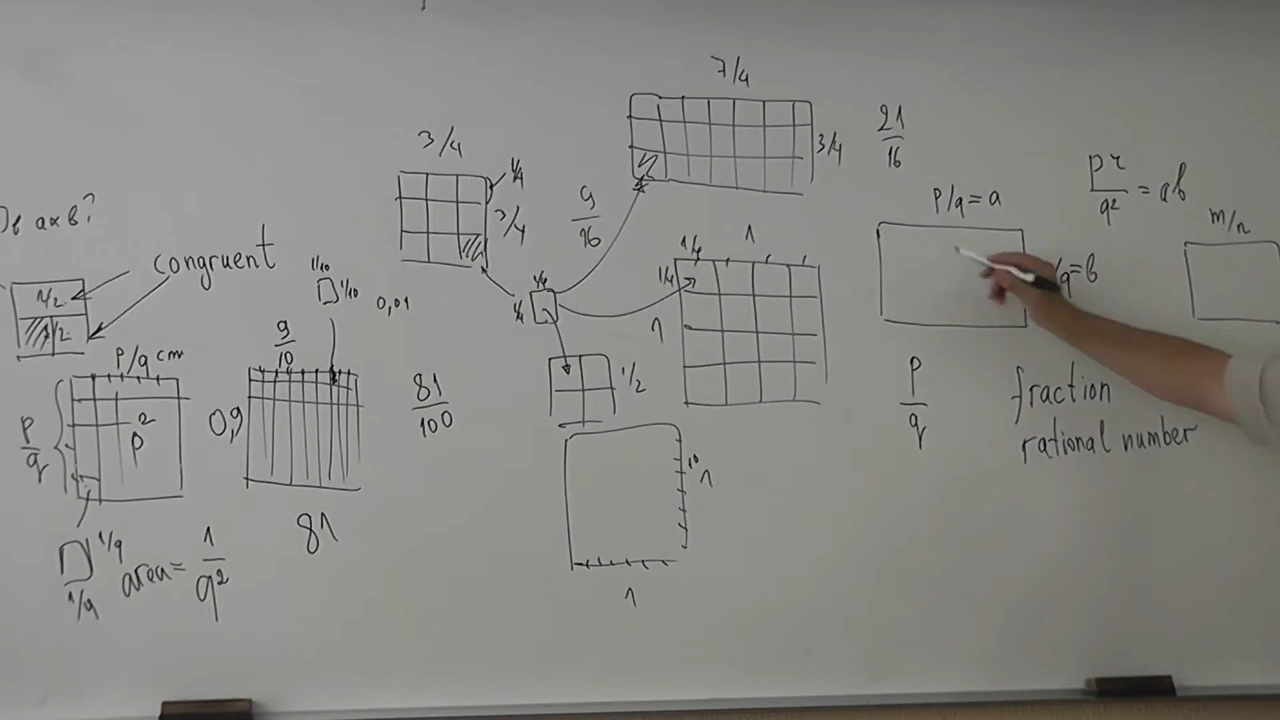 7/4
3/4
21
16
3/4
1/4
3/4
9
16
pr
q² = ab
p/q = a
/q = b
m/n
a×b?
congruent
1/2
1/2
1/10
1/10
0,01
1/4
1/4
1/4
1
1/4
1
p/q cm
p
q
p²
9
10
0,9
81
100
1/2
p
q
fraction
rational number
10
1
1
81
1/q
1/q
area = 1
q²